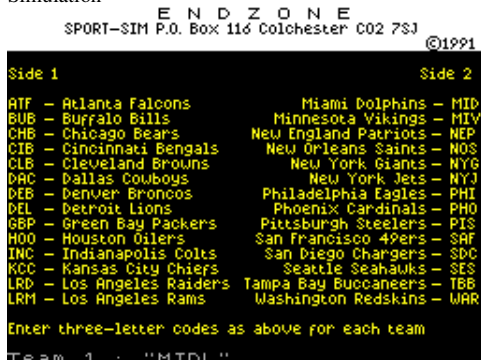 Simulation
E N D Z O N E
SPORT-SIM P.O. Box 116 Colchester CO2 7SJ
©1991
Side 1 Side 2
ATF - Atlanta Falcons Miami Dolphins - MID
BUB - Buffalo Bills Minnesota Vikings - MIV
CHB - Chicago Bears New England Patriots - NEP
CIB - Cincinnati Bengals New Orleans Saints - NOS
CLB - Cleveland Browns New York Giants - NYG
DAC - Dallas Cowboys New York Jets - NYJ
DEB - Denver Broncos Philadelphia Eagles - PHI
DEL - Detroit Lions Phoenix Cardinals - PHO
GBP - Green Bay Packers Pittsburgh Steelers - PIS
HOO - Houston Oilers San Francisco 49ers - SAF
INC - Indianapolis Colts San Diego Chargers - SDC
KCC - Kansas City Chiefs Seattle Seahawks - SES
LRD - Los Angeles Raiders Tampa Bay Buccaneers - TBB
LRM - Los Angeles Rams Washington Redskins - WAR
Enter three-letter codes as above for each team
Team 1 :